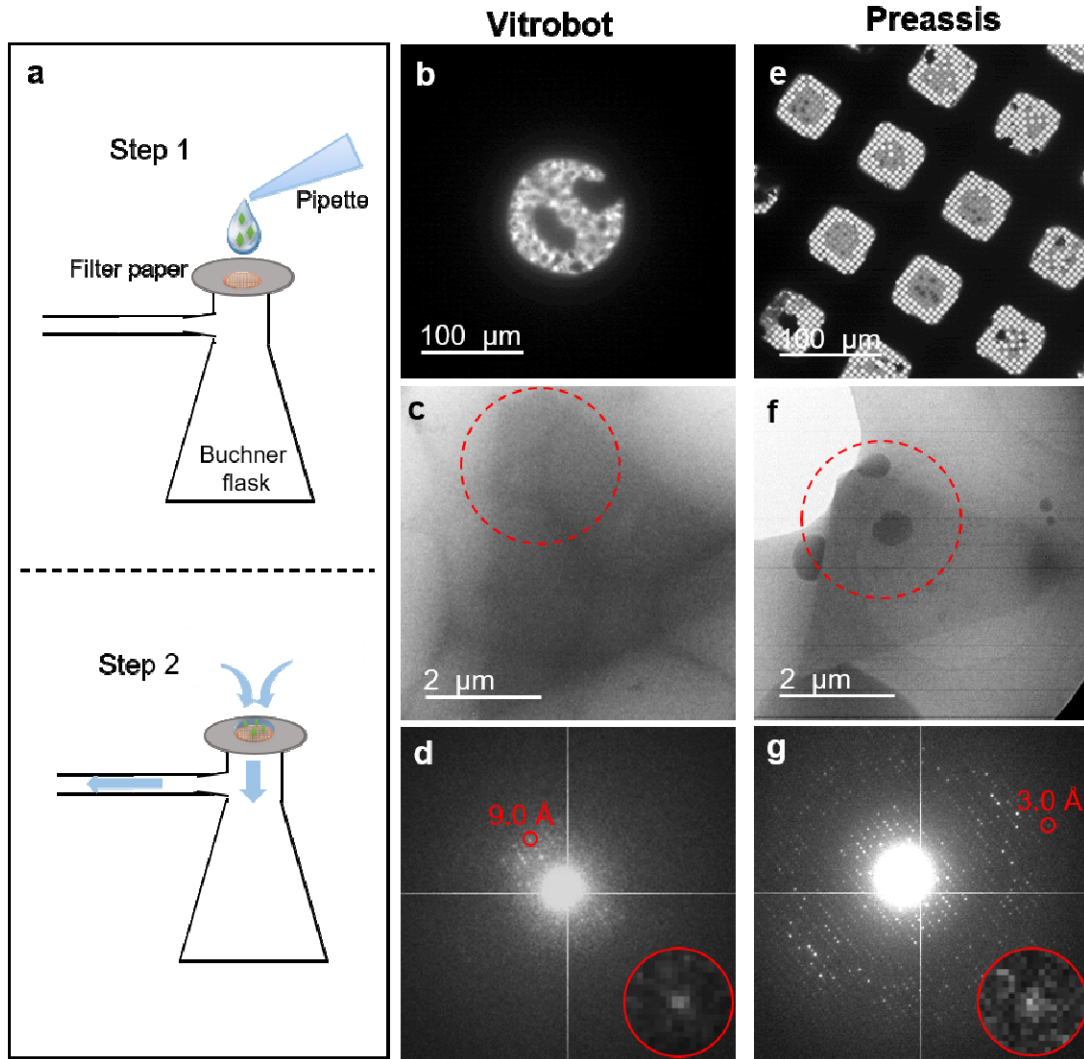 Vitrobot
Preassis
a
Step 1
Pipette
Filter paper
Buchner
flask
Step 2
b
100 μm
e
100 μm
c
2 μm
f
2 μm
d
9.0 Å
g
3.0 Å